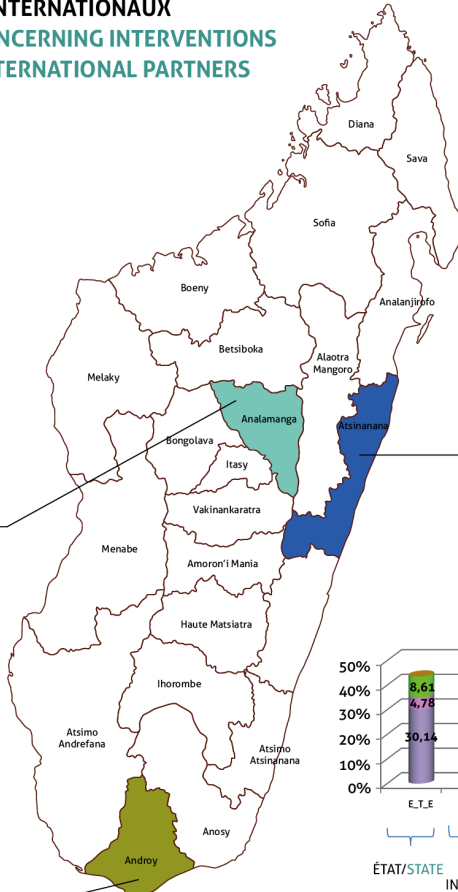 NTERNATIONAUX
NCERNING INTERVENTIONS
TERNATIONAL PARTNERS
Diana
Sava
Sofia
Boeny
Analanjirofo
Betsiboka
Alaotra
Mangoro
Melaky
Analamanga
Atsinanana
Bongolava
Itasy
Vakinankaratra
Menabe
Amoron'i Mania
Haute Matsiatra
Ihorombe
Atsimo
Andrefana
Atsimo
Atsinanana
Anosy
Androy
50%
40%
30%
20%
10%
0%
8,61
4,78
30,14
E_T_E
ÉTAT/STATE
IN